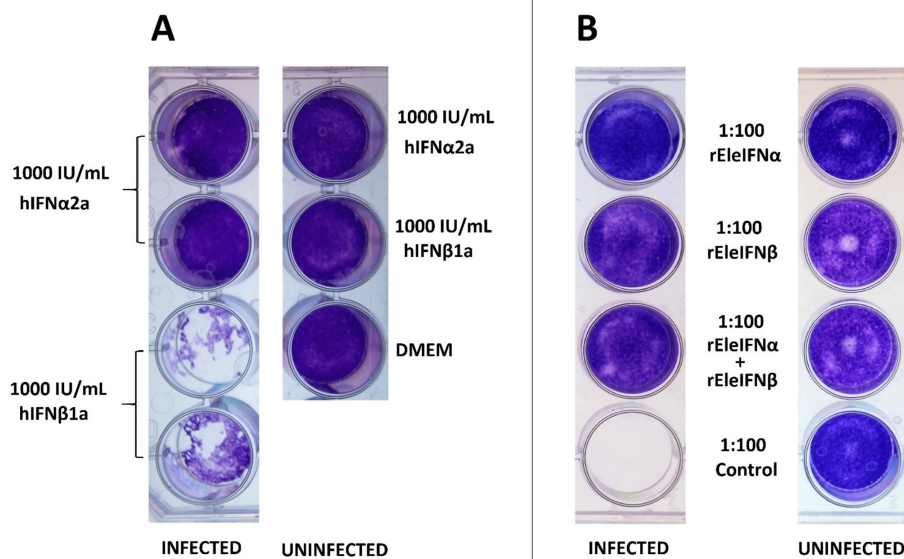 A
1000 IU/mL
hIFNα2a
1000 IU/mL
hIFNβ1a
1000 IU/mL
hIFNα2a
1000 IU/mL
hIFNβ1a
DMEM
INFECTED
UNINFECTED
B
1:100
rEleIFNα
1:100
rEleIFNβ
1:100
rEleIFNα
+
rEleIFNβ
1:100
Control
INFECTED
UNINFECTED